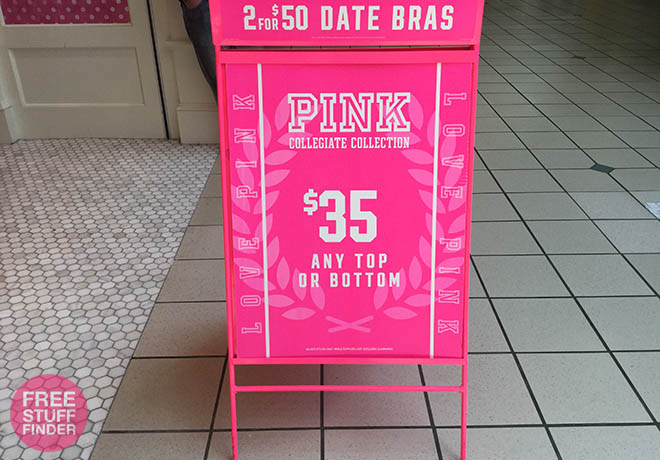 2 FOR $50 DATE BRAS
PINK
COLLEGIATE COLLECTION
LOVE PINK
$35
ANY TOP
OR BOTTOM
LOVE PINK
FREE
STUFF
FINDER